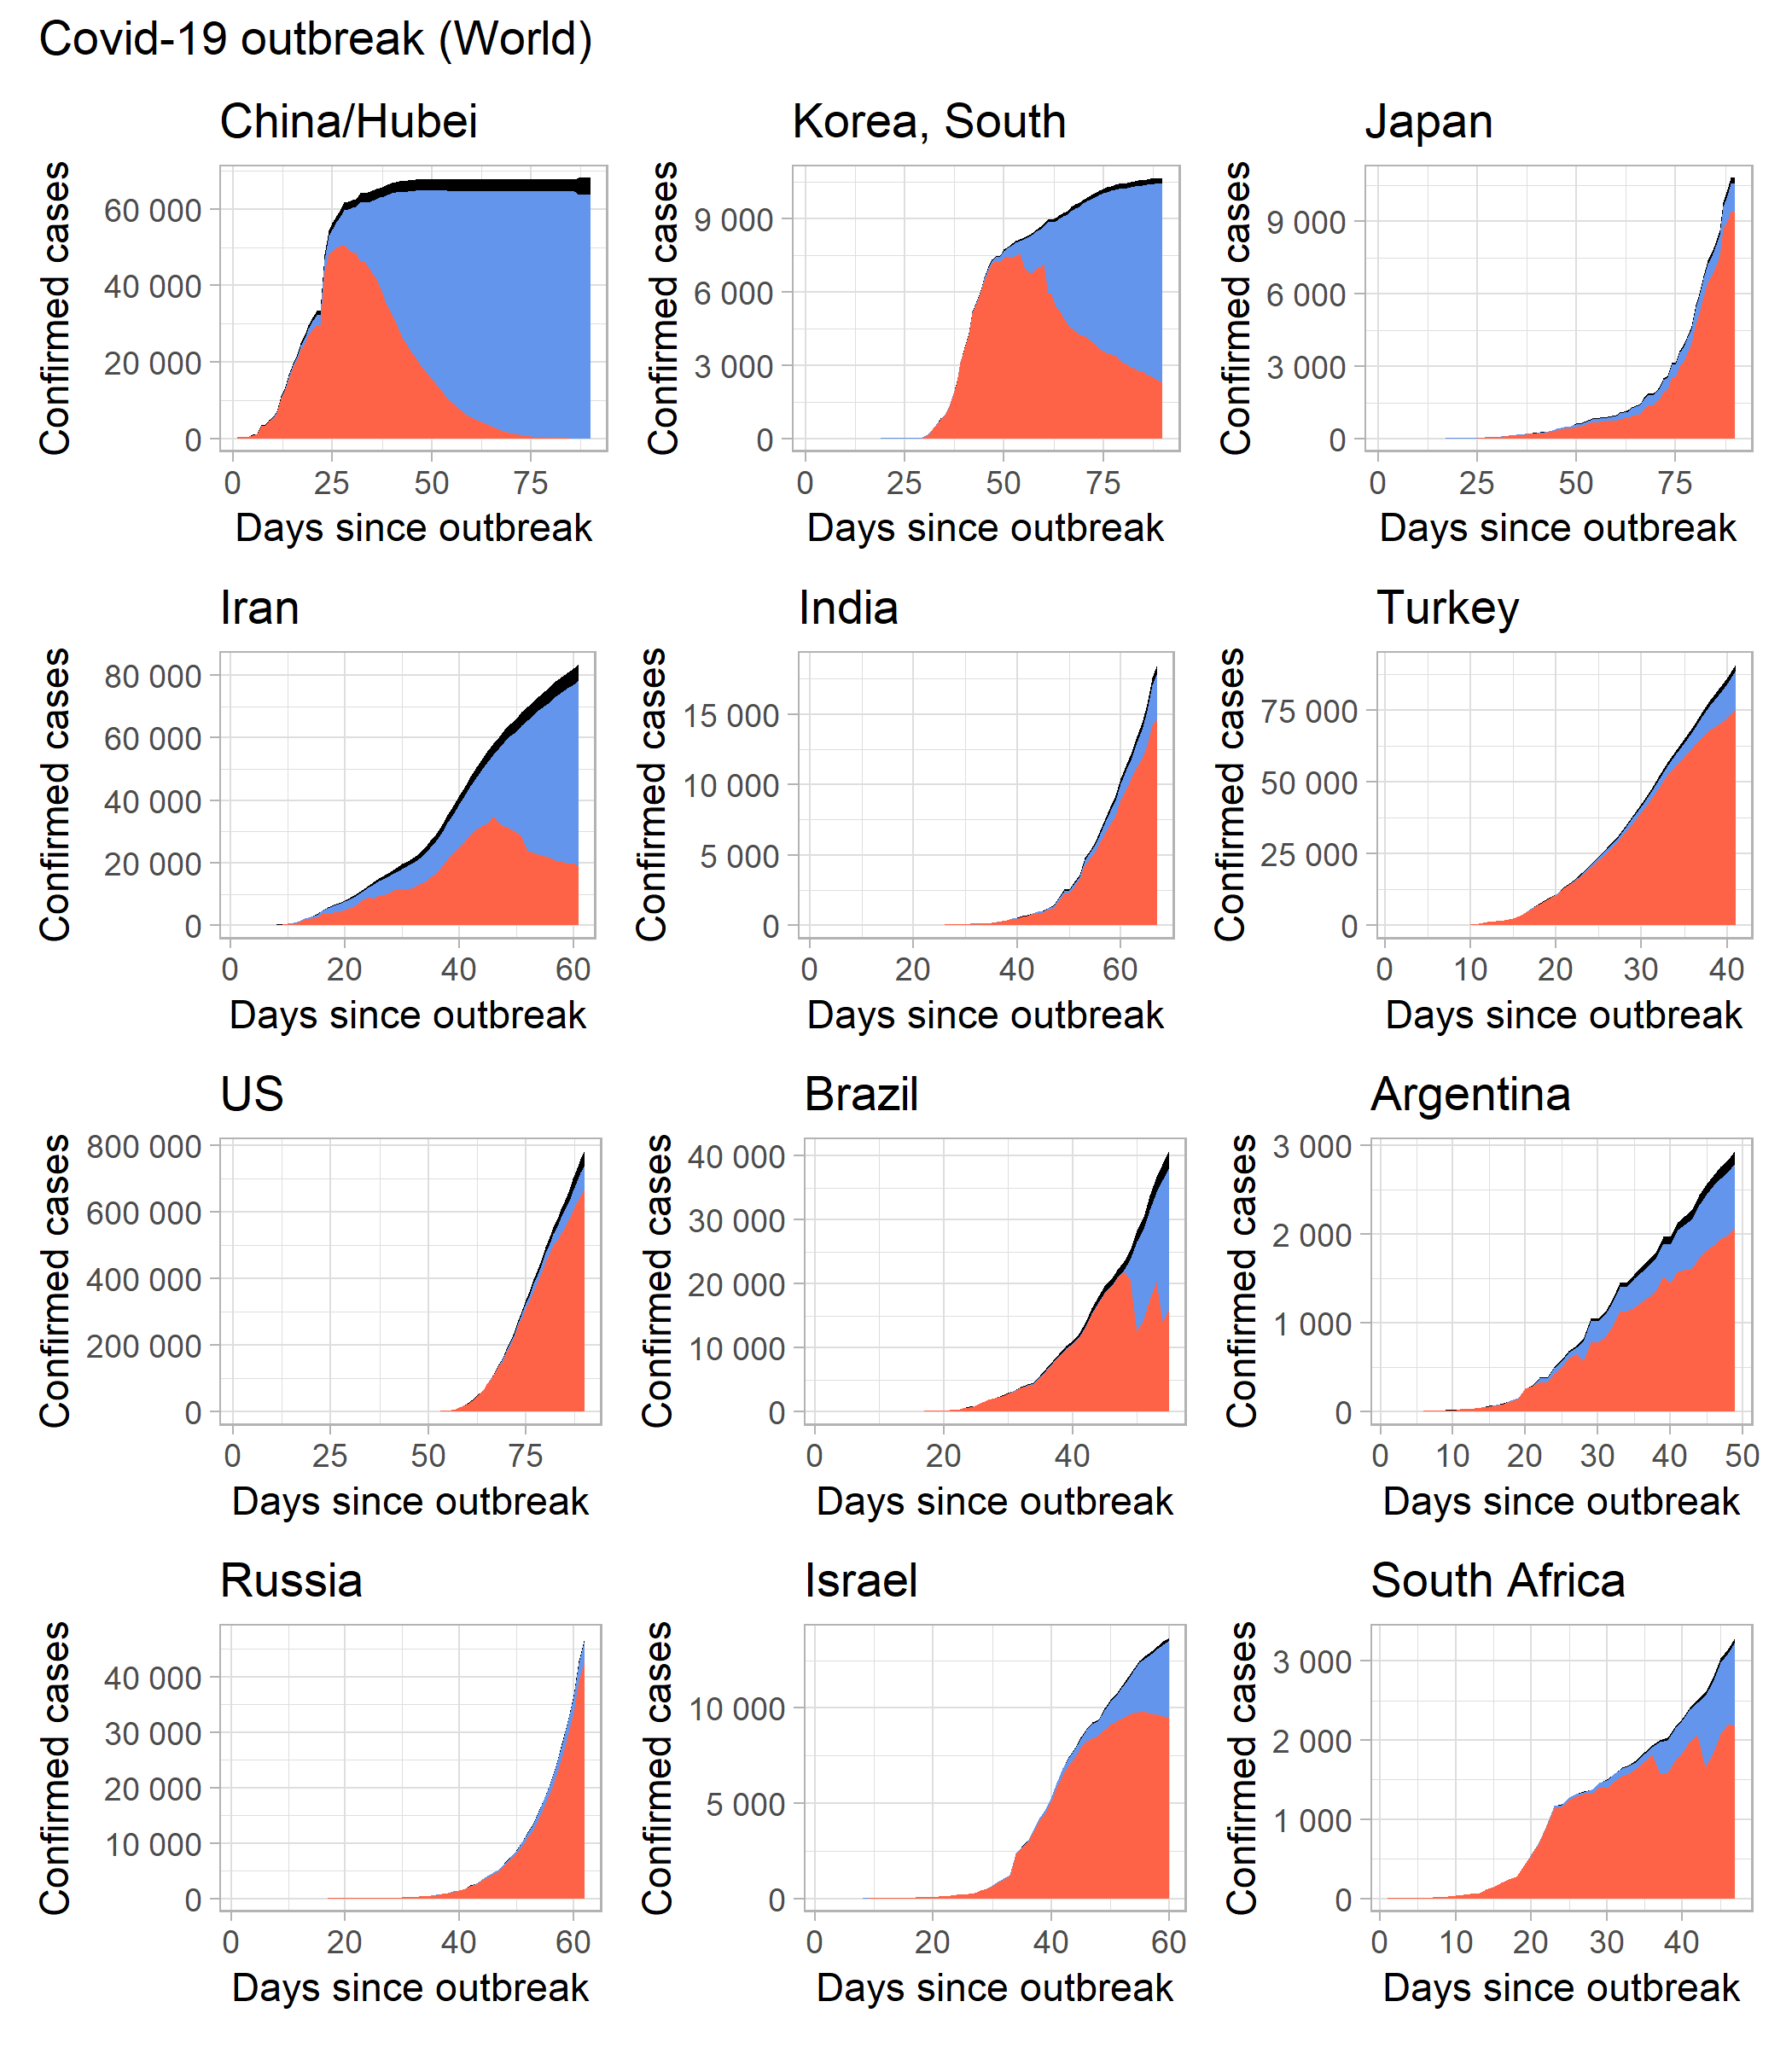 Covid-19 outbreak (World)
China/Hubei
Korea, South
Japan
Confirmed cases
60 000
40 000
20 000
0
0 25 50 75
Days since outbreak
Confirmed cases
9 000
6 000
3 000
0
0 25 50 75
Days since outbreak
Confirmed cases
9 000
6 000
3 000
0
0 25 50 75
Days since outbreak
Iran
India
Turkey
Confirmed cases
80 000
60 000
40 000
20 000
0
0 20 40 60
Days since outbreak
Confirmed cases
15 000
10 000
5 000
0
0 20 40 60
Days since outbreak
Confirmed cases
75 000
50 000
25 000
0
0 10 20 30 40
Days since outbreak
US
Brazil
Argentina
Confirmed cases
800 000
600 000
400 000
200 000
0
0 25 50 75
Days since outbreak
Confirmed cases
40 000
30 000
20 000
10 000
0
0 20 40
Days since outbreak
Confirmed cases
3 000
2 000
1 000
0
0 10 20 30 40 50
Days since outbreak
Russia
Israel
South Africa
Confirmed cases
40 000
30 000
20 000
10 000
0
0 20 40 60
Days since outbreak
Confirmed cases
10 000
5 000
0
0 20 40 60
Days since outbreak
Confirmed cases
3 000
2 000
1 000
0
0 10 20 30 40
Days since outbreak